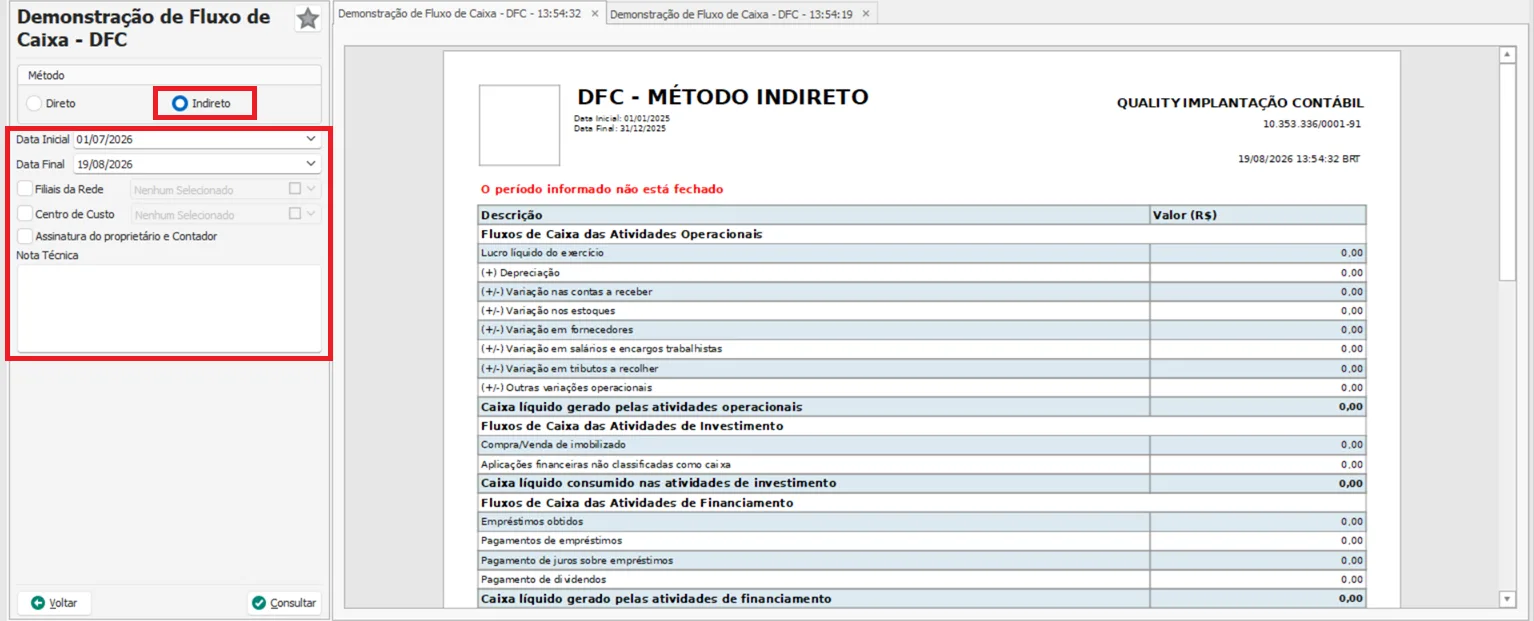 Demonstração de Fluxo de
Caixa - DFC
Método
Direto
Indireto
Data Inicial 01/07/2026
Data Final 19/08/2026
Filiais da Rede Nenhum Selecionado
Centro de Custo Nenhum Selecionado
Assinatura do proprietário e Contador
Nota Técnica
Voltar
Consultar
Demonstração de Fluxo de Caixa - DFC - 13:54:32
Demonstração de Fluxo de Caixa - DFC - 13:54:19
DFC - MÉTODO INDIRETO
Data Inicial: 01/01/2025
Data Final: 31/12/2025
QUALITY IMPLANTAÇÃO CONTÁBIL
10.353.336/0001-91
19/08/2026 13:54:32 BRT
O período informado não está fechado
Descrição Valor (R$)
Fluxos de Caixa das Atividades Operacionais
Lucro líquido do exercício 0,00
(+) Depreciação 0,00
(+/-) Variação nas contas a receber 0,00
(+/-) Variação nos estoques 0,00
(+/-) Variação em fornecedores 0,00
(+/-) Variação em salários e encargos trabalhistas 0,00
(+/-) Variação em tributos a recolher 0,00
(+/-) Outras variações operacionais 0,00
Caixa líquido gerado pelas atividades operacionais 0,00
Fluxos de Caixa das Atividades de Investimento
Compra/Venda de imobilizado 0,00
Aplicações financeiras não classificadas como caixa 0,00
Caixa líquido consumido nas atividades de investimento 0,00
Fluxos de Caixa das Atividades de Financiamento
Empréstimos obtidos 0,00
Pagamentos de empréstimos 0,00
Pagamento de juros sobre empréstimos 0,00
Pagamento de dividendos 0,00
Caixa líquido gerado pelas atividades de financiamento 0,00